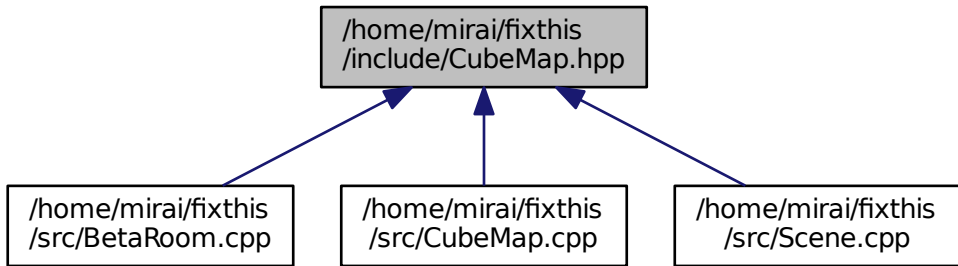 /home/mirai/fixthis
/include/CubeMap.hpp
/home/mirai/fixthis
/src/BetaRoom.cpp
/home/mirai/fixthis
/src/CubeMap.cpp
/home/mirai/fixthis
/src/Scene.cpp